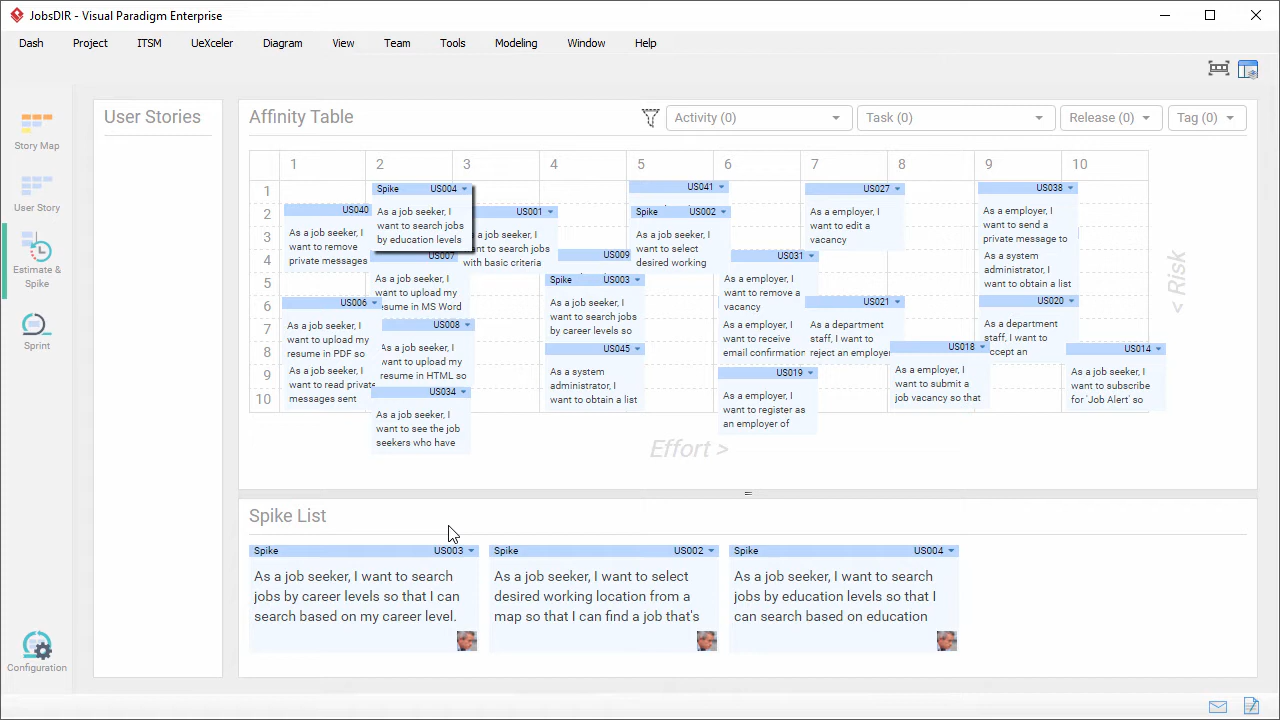 JobsDIR - Visual Paradigm Enterprise
Dash Project ITSM UeXceler Diagram View Team Tools Modeling Window Help
Story Map
User Story
Estimate &
Spike
Sprint
Configuration
User Stories
Affinity Table
Activity (0)
Task (0)
Release (0)
Tag (0)
1 2 3 4 5 6 7 8 9 10
1
2
3
4
5
6
7
8
9
10
US040
As a job seeker, I
want to remove
private messages
US006
As a job seeker, I
want to upload my
resume in PDF so
As a job seeker, I
want to read private
messages sent
Spike US004
As a job seeker, I
want to search jobs
by education levels
US007
As a job seeker, I
want to upload my
resume in MS Word
US008
As a job seeker, I
want to upload my
resume in HTML so
US034
As a job seeker, I
want to see the job
seekers who have
US001
as a job seeker, I
want to search jobs
with basic criteria
US009
Spike US003
As a job seeker, I
want to search jobs
by career levels so
US045
As a system
administrator, I
want to obtain a list
US041
Spike US002
As a job seeker, I
want to select
desired working
US031
As a employer, I
want to remove a
vacancy
As a employer, I
want to receive
email confirmation
US019
As a employer, I
want to register as
an employer of
US027
As a employer, I
want to edit a
vacancy
US021
As a department
staff, I want to
reject an employer
US018
As a employer, I
want to submit a
job vacancy so that
US038
As a employer, I
want to send a
private message to
As a system
administrator, I
want to obtain a list
US020
As a department
staff, I want to
accept an
US014
As a job seeker, I
want to subscribe
for 'Job Alert' so
< Risk
Effort >
Spike List
Spike US003
As a job seeker, I want to search
jobs by career levels so that I can
search based on my career level.
Spike US002
As a job seeker, I want to select
desired working location from a
map so that I can find a job that's
Spike US004
As a job seeker, I want to search
jobs by education levels so that I
can search based on education